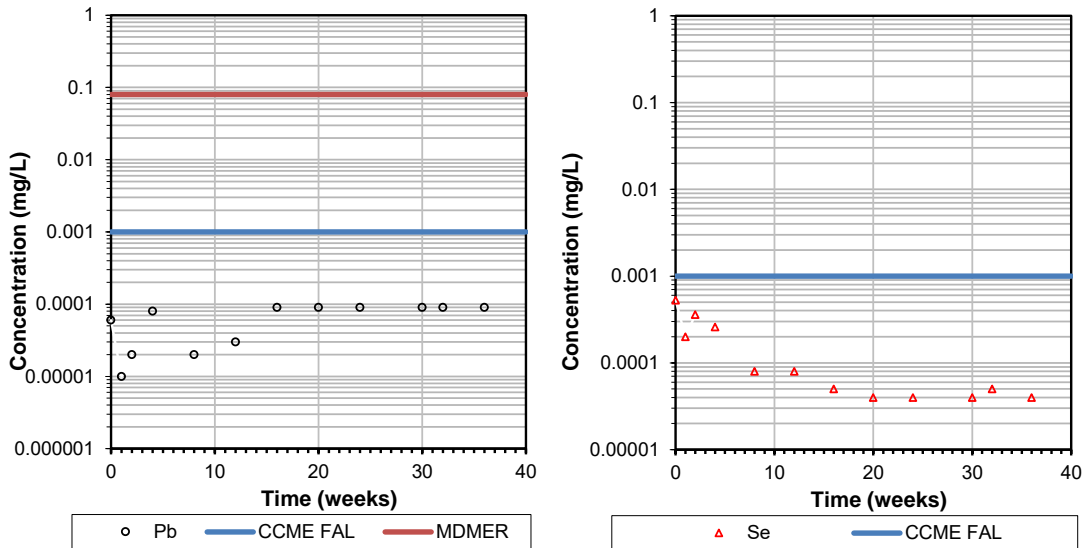 1
0.1
0.01
0.001
0.0001
0.00001
0.000001
Concentration (mg/L)
0 10 20 30 40
Time (weeks)
Pb CCME FAL MDMER
1
0.1
0.01
0.001
0.0001
0.00001
Concentration (mg/L)
0 10 20 30 40
Time (weeks)
Se CCME FAL